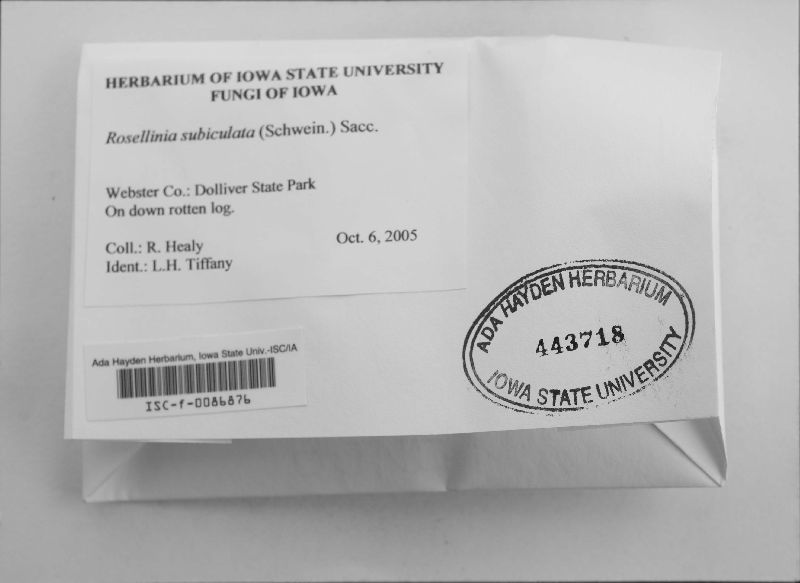 HERBARIUM OF IOWA STATE UNIVERSITY
FUNGI OF IOWA
Rosellinia subiculata (Schwein.) Sacc.
Webster Co.: Dolliver State Park
On down rotten log.
Coll.: R. Healy
Oct. 6, 2005
Ident.: L.H. Tiffany
Ada Hayden Herbarium, Iowa State Univ.-ISC/IA
ISC-f-0086876
ADA HAYDEN HERBARIUM
443718
IOWA STATE UNIVERSITY